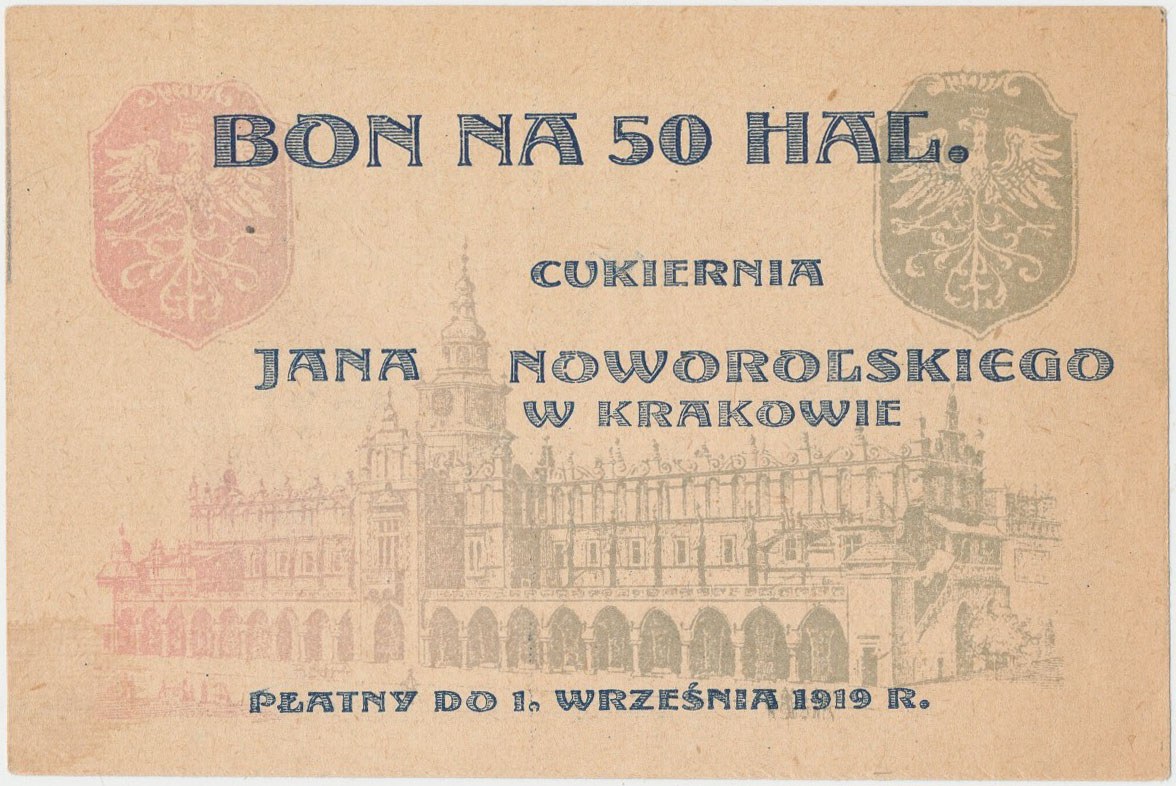 BON NA 50 HAL.
CUKIERNIA
JANA NOWOROLSKIEGO
W KRAKOWIE
PŁATNY DO 1. WRZEŚNIA 1919 R.